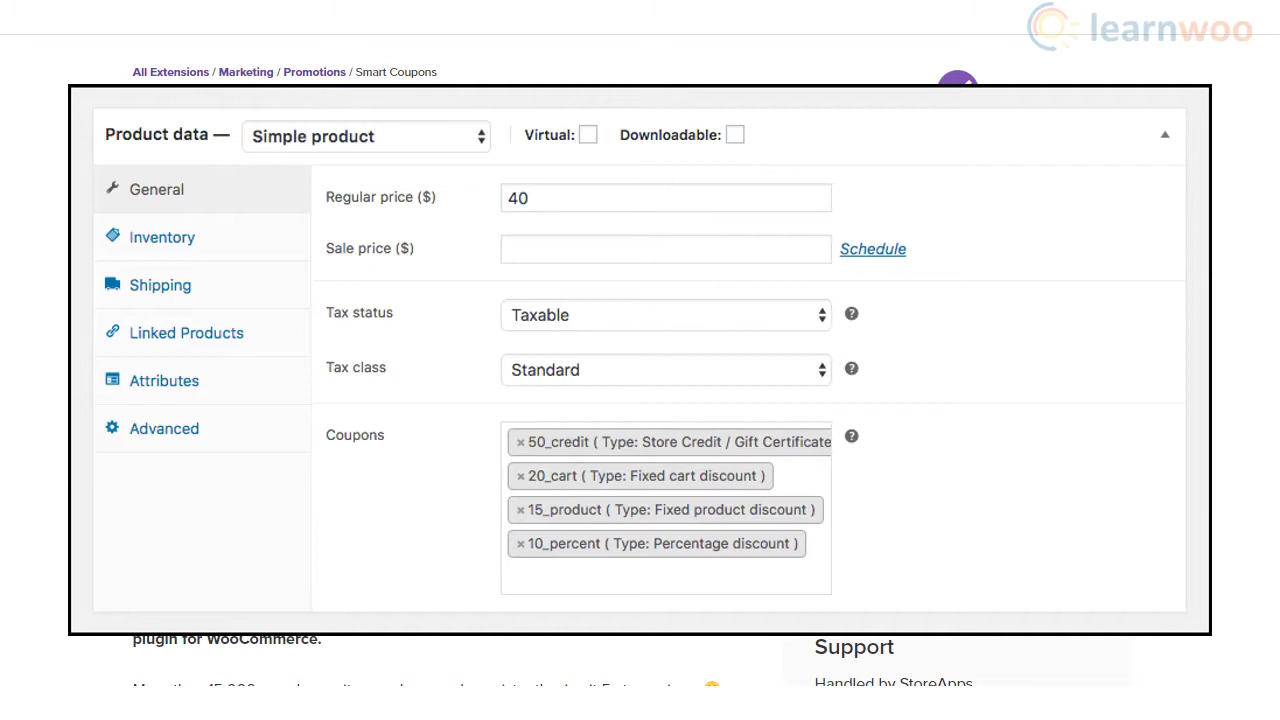 learnwoo
All Extensions / Marketing / Promotions / Smart Coupons
Product data — Simple product Virtual: Downloadable:
General
Inventory
Shipping
Linked Products
Attributes
Advanced
Regular price ($) 40
Sale price ($) Schedule
Tax status Taxable
Tax class Standard
Coupons
× 50_credit ( Type: Store Credit / Gift Certificate
× 20_cart ( Type: Fixed cart discount )
× 15_product ( Type: Fixed product discount )
× 10_percent ( Type: Percentage discount )
plugin for WooCommerce.
Support
Handled by StoreApps